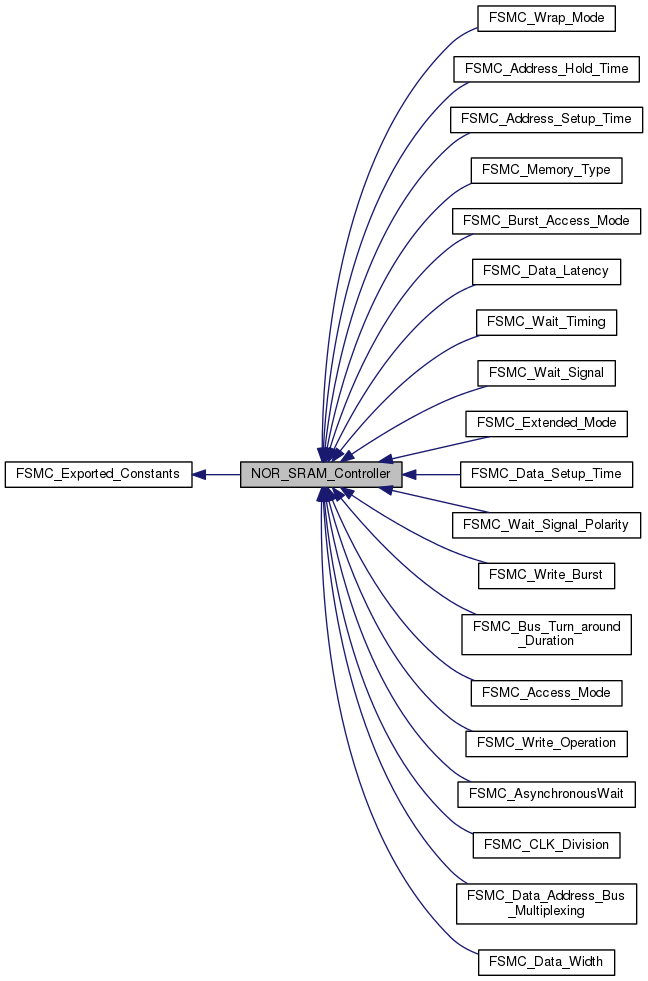 FSMC_Wrap_Mode
FSMC_Address_Hold_Time
FSMC_Address_Setup_Time
FSMC_Memory_Type
FSMC_Burst_Access_Mode
FSMC_Data_Latency
FSMC_Wait_Timing
FSMC_Wait_Signal
FSMC_Extended_Mode
FSMC_Exported_Constants
NOR_SRAM_Controller
FSMC_Data_Setup_Time
FSMC_Wait_Signal_Polarity
FSMC_Write_Burst
FSMC_Bus_Turn_around
_Duration
FSMC_Access_Mode
FSMC_Write_Operation
FSMC_AsynchronousWait
FSMC_CLK_Division
FSMC_Data_Address_Bus
_Multiplexing
FSMC_Data_Width